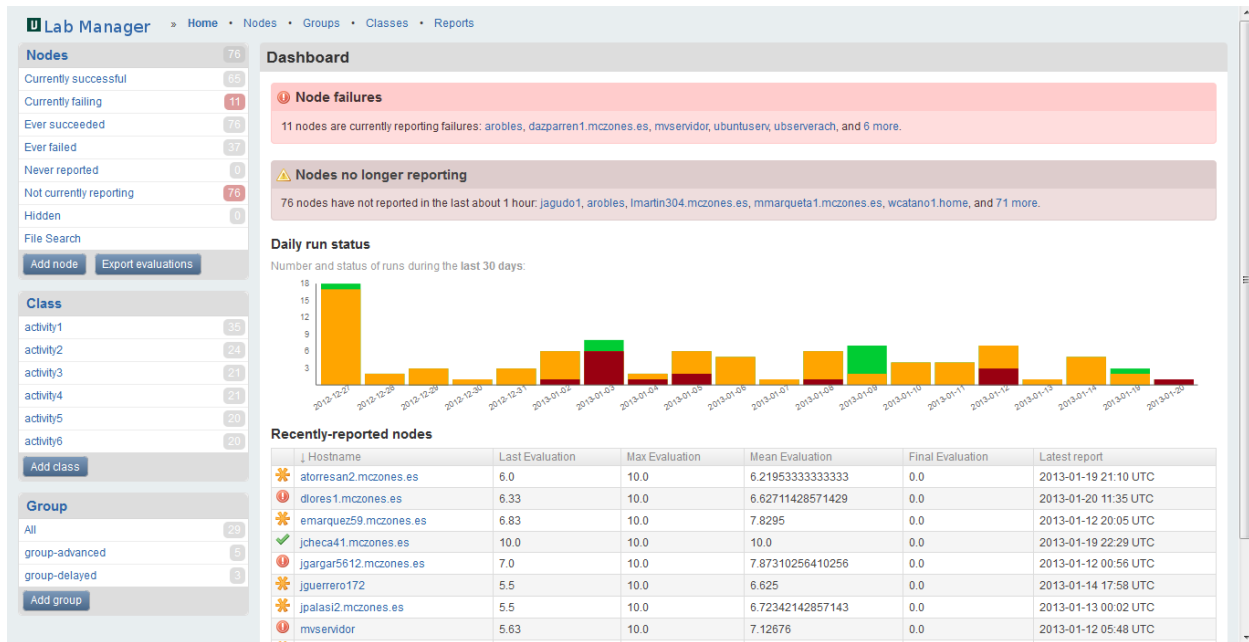 U Lab Manager » Home • Nodes • Groups • Classes • Reports
Nodes 76
Currently successful 65
Currently failing 11
Ever succeeded 76
Ever failed 37
Never reported 0
Not currently reporting 76
Hidden 0
File Search
Add node Export evaluations
Class
activity1 35
activity2 24
activity3 21
activity4 21
activity5 20
activity6 20
Add class
Group
All 29
group-advanced 5
group-delayed 3
Add group
Dashboard
Node failures
11 nodes are currently reporting failures: arobles, dazparren1.mczones.es, mvservidor, ubuntuserv, ubserverach, and 6 more.
Nodes no longer reporting
76 nodes have not reported in the last about 1 hour: jagudo1, arobles, lmartin304.mczones.es, mmarqueta1.mczones.es, wcatano1.home, and 71 more.
Daily run status
Number and status of runs during the last 30 days:
18
15
12
9
6
3
2012-12-27 2012-12-28 2012-12-29 2012-12-30 2012-12-31 2013-01-02 2013-01-03 2013-01-04 2013-01-05 2013-01-06 2013-01-07 2013-01-08 2013-01-09 2013-01-10 2013-01-11 2013-01-12 2013-01-13 2013-01-14 2013-01-19 2013-01-20
Recently-reported nodes
↓ Hostname Last Evaluation Max Evaluation Mean Evaluation Final Evaluation Latest report
atorresan2.mczones.es 6.0 10.0 6.21953333333333 0.0 2013-01-19 21:10 UTC
dlores1.mczones.es 6.33 10.0 6.62711428571429 0.0 2013-01-20 11:35 UTC
emarquez59.mczones.es 6.83 10.0 7.8295 0.0 2013-01-12 20:05 UTC
jcheca41.mczones.es 10.0 10.0 10.0 0.0 2013-01-19 22:29 UTC
jgargar5612.mczones.es 7.0 10.0 7.87310256410256 0.0 2013-01-12 00:56 UTC
jguerrero172 5.5 10.0 6.625 0.0 2013-01-14 17:58 UTC
jpalasi2.mczones.es 5.5 10.0 6.72342142857143 0.0 2013-01-13 00:02 UTC
mvservidor 5.63 10.0 7.12676 0.0 2013-01-12 05:48 UTC